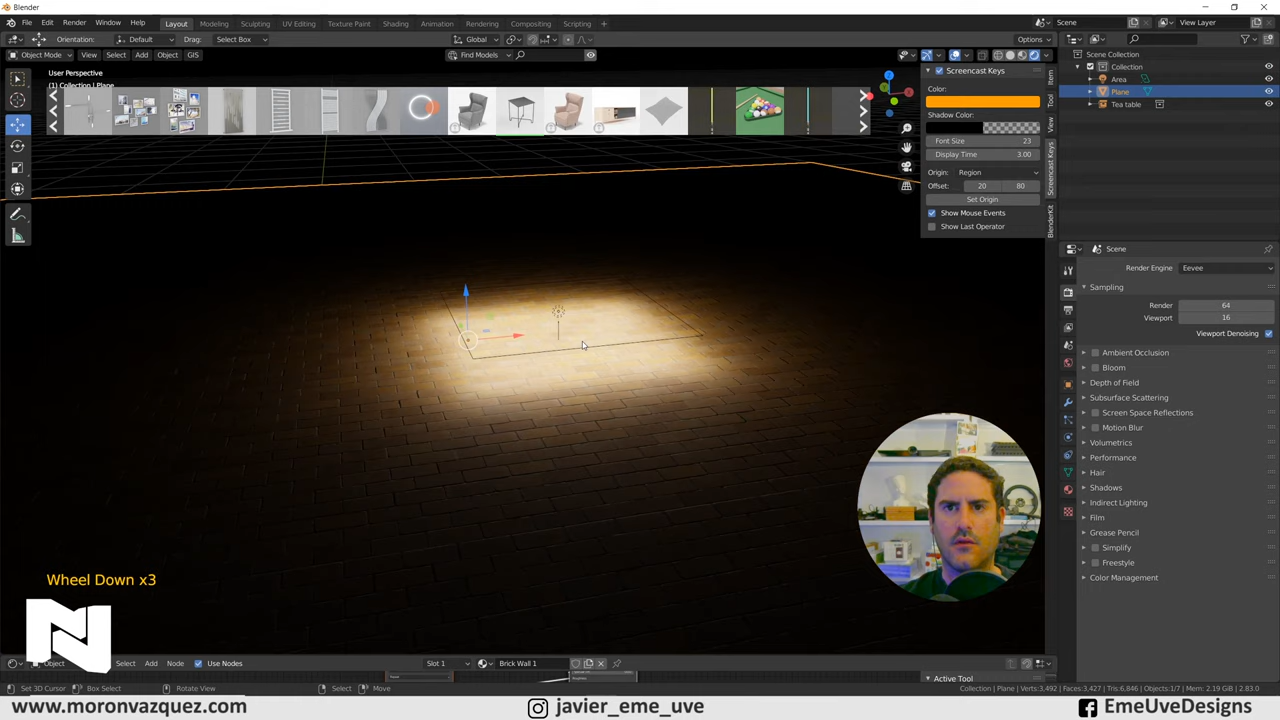 Blender
File Edit Render Window Help Layout Modeling Sculpting UV Editing Texture Paint Shading Animation Rendering Compositing Scripting + Scene View Layer
Orientation: Default Drag: Select Box Global Options
Object Mode View Select Add Object GIS Find Models
User Perspective
(1) Collection | Plane
Screencast Keys
Color:
Shadow Color:
Font Size 23
Display Time 3.00
Origin: Region
Offset: 20 80
Set Origin
Show Mouse Events
Show Last Operator
Item
Tool
View
Screencast Keys
BlenderKit
Scene Collection
Collection
Area
Plane
Tea table
Scene
Render Engine Eevee
Sampling
Render 64
Viewport 16
Viewport Denoising
Ambient Occlusion
Bloom
Depth of Field
Subsurface Scattering
Screen Space Reflections
Motion Blur
Volumetrics
Performance
Hair
Shadows
Indirect Lighting
Film
Grease Pencil
Simplify
Freestyle
Color Management
Wheel Down x3
Object Select Add Node Use Nodes Slot 1 Brick Wall 1
Active Tool
Set 3D Cursor Box Select Rotate View Select Move Collection | Plane | Verts:3,492 | Faces:3,427 | Tris:6,846 | Objects:1/7 | Mem: 2.19 GiB | 2.83.0
www.moronvazquez.com javier_eme_uve EmeUveDesigns